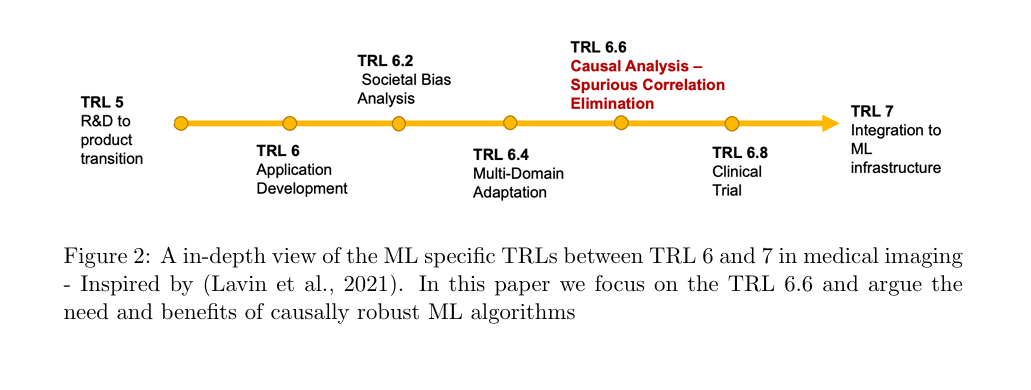 TRL 5
R&D to
product
transition
TRL 6
Application
Development
TRL 6.2
Societal Bias
Analysis
TRL 6.4
Multi-Domain
Adaptation
TRL 6.6
Causal Analysis –
Spurious Correlation
Elimination
TRL 6.8
Clinical
Trial
TRL 7
Integration to
ML
infrastructure
Figure 2: A in-depth view of the ML specific TRLs between TRL 6 and 7 in medical imaging
- Inspired by (Lavin et al., 2021). In this paper we focus on the TRL 6.6 and argue the
need and benefits of causally robust ML algorithms